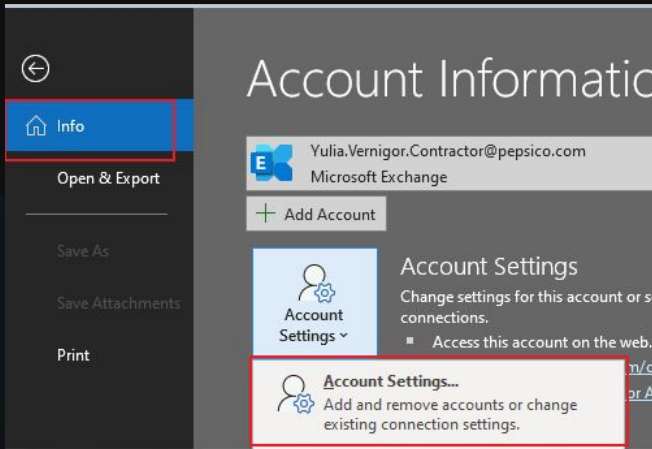 Account Informatio
Info
Yulia.Vernigor.Contractor@pepsico.com
Microsoft Exchange
Open & Export
Add Account
Save As
Save Attachments
Print
Account
Settings
Account Settings
Change settings for this account or s
connections.
Access this account on the web.
Account Settings...
Add and remove accounts or change
existing connection settings.
m/o
or A